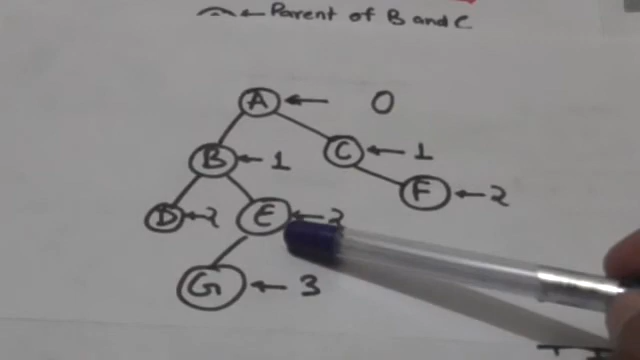 ← Parent of B and C
A ← 0
B ← 1
C ← 1
F ← 2
D ← 2
E ← 2
G ← 3